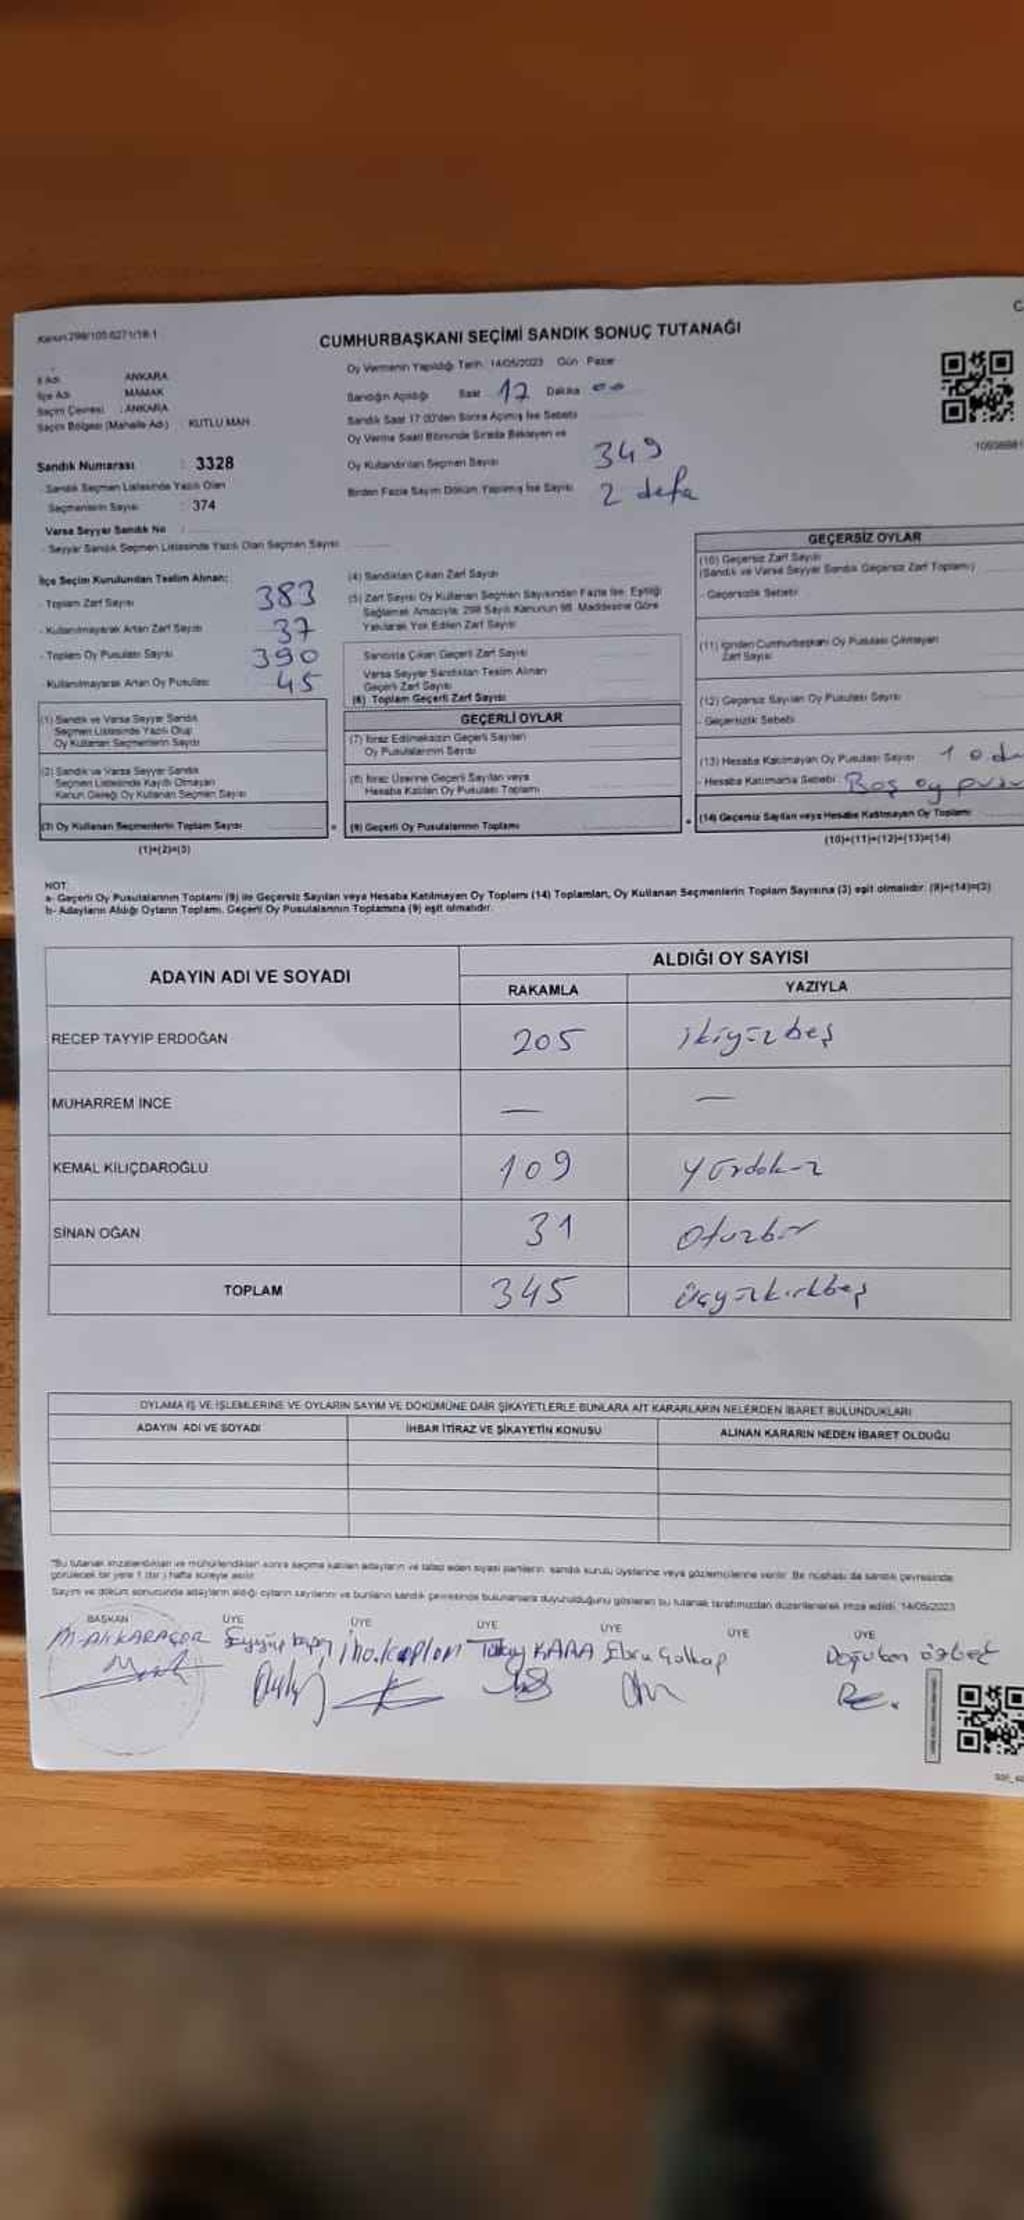 Kanun 298/105 6271/18-1
CUMHURBAŞKANI SEÇİMİ SANDIK SONUÇ TUTANAĞI
İl Adı ANKARA
İlçe Adı MAMAK
Seçim Çevresi : ANKARA
Seçim Bölgesi (Mahalle Adı) : KUTLU MAH.
Sandık Numarası : 3328
Sandık Seçmen Listesinde Yazılı Olan
Seçmenlerin Sayısı : 374
Varsa Seyyar Sandık No :
- Seyyar Sandık Seçmen Listesinde Yazılı Olan Seçmen Sayısı
Oy Vermenin Yapıldığı Tarih: 14/05/2023 Gün Pazar
Sandığın Açıldığı Saat 17 Dakika 00
Sandık Saat 17.00'den Sonra Açılmış İse Sebebi
Oy Verme Saati Bitiminde Sırada Bekleyen ve
Oy Kullandırılan Seçmen Sayısı 349
Birden Fazla Sayım Döküm Yapılmış İse Sayısı 2 defa
İlçe Seçim Kurulundan Teslim Alınan:
- Toplam Zarf Sayısı 383
- Kullanılmayarak Artan Zarf Sayısı 37
- Toplam Oy Pusulası Sayısı 390
- Kullanılmayarak Artan Oy Pusulası 45
(1) Sandık ve Varsa Seyyar Sandık
Seçmen Listesinde Yazılı Olup
Oy Kullanan Seçmenlerin Sayısı
(2) Sandık ve Varsa Seyyar Sandık
Seçmen Listesinde Kayıtlı Olmayan
Kanun Gereği Oy Kullanan Seçmen Sayısı
(3) Oy Kullanan Seçmenlerin Toplam Sayısı
(1)+(2)=(3)
(4) Sandıktan Çıkan Zarf Sayısı
(5) Zarf Sayısı Oy Kullanan Seçmen Sayısından Fazla İse, Eşitliği
Sağlamak Amacıyla, 298 Sayılı Kanunun 98. Maddesine Göre
Yakılarak Yok Edilen Zarf Sayısı
Sandıkta Çıkan Geçerli Zarf Sayısı
Varsa Seyyar Sandıktan Teslim Alınan
Geçerli Zarf Sayısı
(6) Toplam Geçerli Zarf Sayısı
GEÇERLİ OYLAR
(7) İtiraz Edilmeksizin Geçerli Sayılan
Oy Pusulalarının Sayısı
(8) İtiraz Üzerine Geçerli Sayılan veya
Hesaba Katılan Oy Pusulası Toplamı
(9) Geçerli Oy Pusulalarının Toplamı
GEÇERSİZ OYLAR
(10) Geçersiz Zarf Sayısı
(Sandık ve Varsa Seyyar Sandık Geçersiz Zarf Toplamı)
- Geçersizlik Sebebi
(11) İçinden Cumhurbaşkanı Oy Pusulası Çıkmayan
Zarf Sayısı
(12) Geçersiz Sayılan Oy Pusulası Sayısı
- Geçersizlik Sebebi
(13) Hesaba Katılmayan Oy Pusulası Sayısı 1
- Hesaba Katılmama Sebebi Boş oy
(14) Geçersiz Sayılan veya Hesaba Katılmayan Oy Toplamı
(10)+(11)+(12)+(13)=(14)
NOT:
a- Geçerli Oy Pusulalarının Toplamı (9) ile Geçersiz Sayılan veya Hesaba Katılmayan Oy Toplamı (14) Toplamları, Oy Kullanan Seçmenlerin Toplam Sayısına (3) eşit olmalıdır. (9)+(14)=(3)
b- Adayların Aldığı Oyların Toplamı, Geçerli Oy Pusulalarının Toplamına (9) eşit olmalıdır.
ADAYIN ADI VE SOYADI ALDIĞI OY SAYISI
RAKAMLA YAZIYLA
RECEP TAYYİP ERDOĞAN 205 ikiyüzbeş
MUHARREM İNCE — —
KEMAL KILIÇDAROĞLU 109 yüzdokuz
SİNAN OĞAN 31 otuzbir
TOPLAM 345 üçyüzkırkbeş
OYLAMA İŞ VE İŞLEMLERİNE VE OYLARIN SAYIM VE DÖKÜMÜNE DAİR ŞİKAYETLERLE BUNLARA AİT KARARLARIN NELERDEN İBARET BULUNDUKLARI
ADAYIN ADI VE SOYADI İHBAR İTİRAZ VE ŞİKAYETİN KONUSU ALINAN KARARIN NEDEN İBARET OLDUĞU
"Bu tutanak imzalandıktan ve mühürlendikten sonra seçime katılan adayların ve talep eden siyasi partilerin sandık kurulu üyelerine veya gözlemcilerine verilir. Bir nüshası da sandık çevresinde
görülecek bir yere 1 (bir) hafta süreyle asılır.
Sayım ve döküm sonucunda adayların aldığı oyların sayılarını ve bunların sandık çevresinde bulunanlara duyurulduğunu gösteren bu tutanak tarafımızdan düzenlenerek imza edildi. 14/05/2023
BAŞKAN ÜYE ÜYE ÜYE ÜYE ÜYE ÜYE
M. Ali KARAÇOR KARA Ebru Doğukan özbek